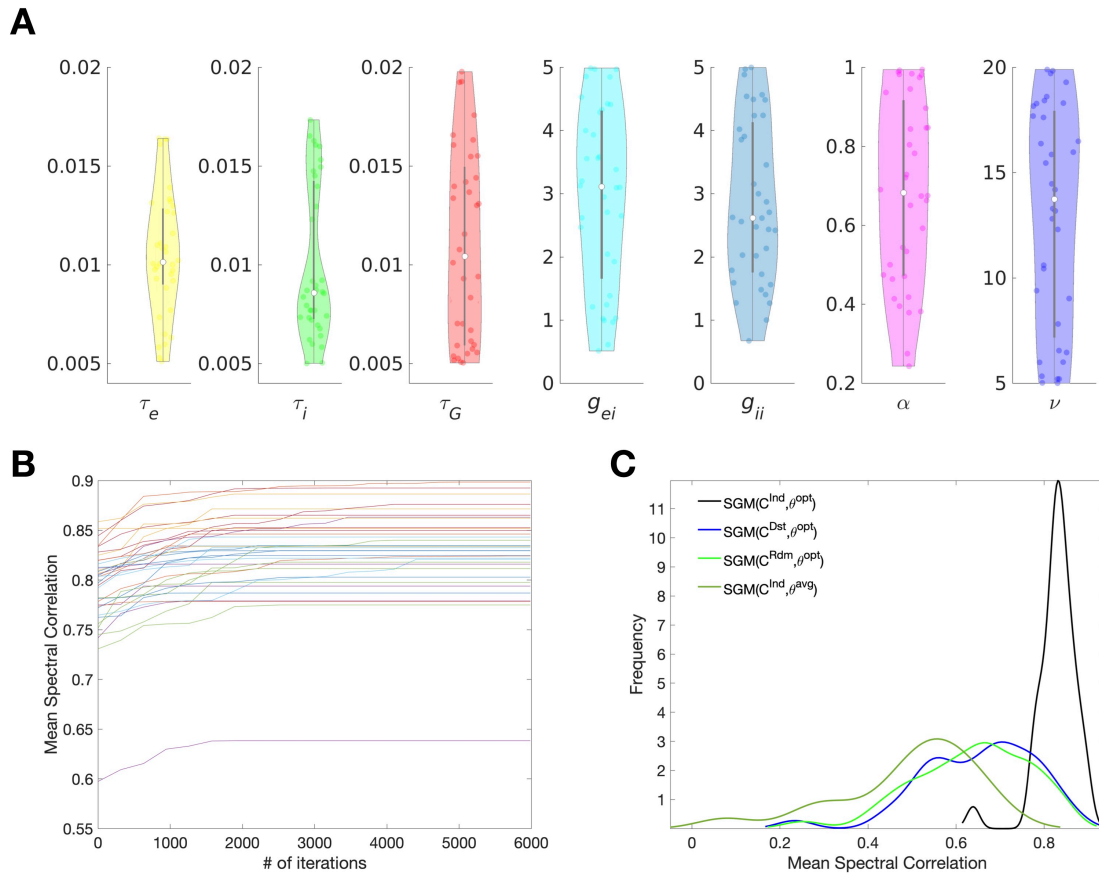 A
0.02 0.02 0.02 5 5 1 20
0.015 0.015 0.015 4 4 0.8 15
0.01 0.01 0.01 3 3 0.6 10
0.005 0.005 0.005 2 2 0.4 5
1 1 0.2
0 0
τe τi τG gei gii α ν
B
Mean Spectral Correlation
0.9
0.85
0.8
0.75
0.7
0.65
0.6
0.55
0 1000 2000 3000 4000 5000 6000
# of iterations
C
Frequency
11
10
9
8
7
6
5
4
3
2
1
SGM(C^Ind,θ^opt)
SGM(C^Dst,θ^opt)
SGM(C^Rdm,θ^opt)
SGM(C^Ind,θ^avg)
0 0.2 0.4 0.6 0.8
Mean Spectral Correlation